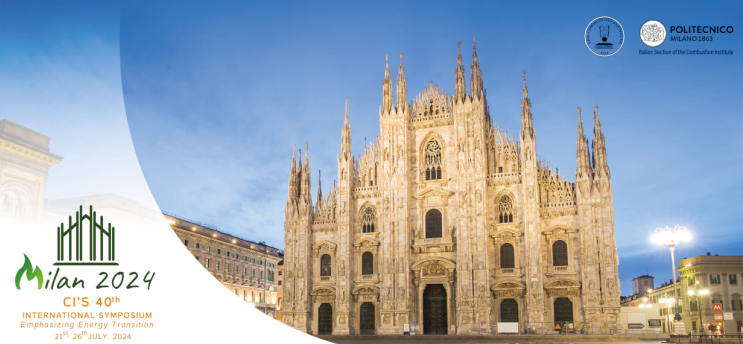 POLITECNICO
MILANO 1863
Italian Section of the Combustion Institute
Milan 2024
CI'S 40th
INTERNATIONAL SYMPOSIUM
Emphasizing Energy Transition
21st- 26th JULY, 2024